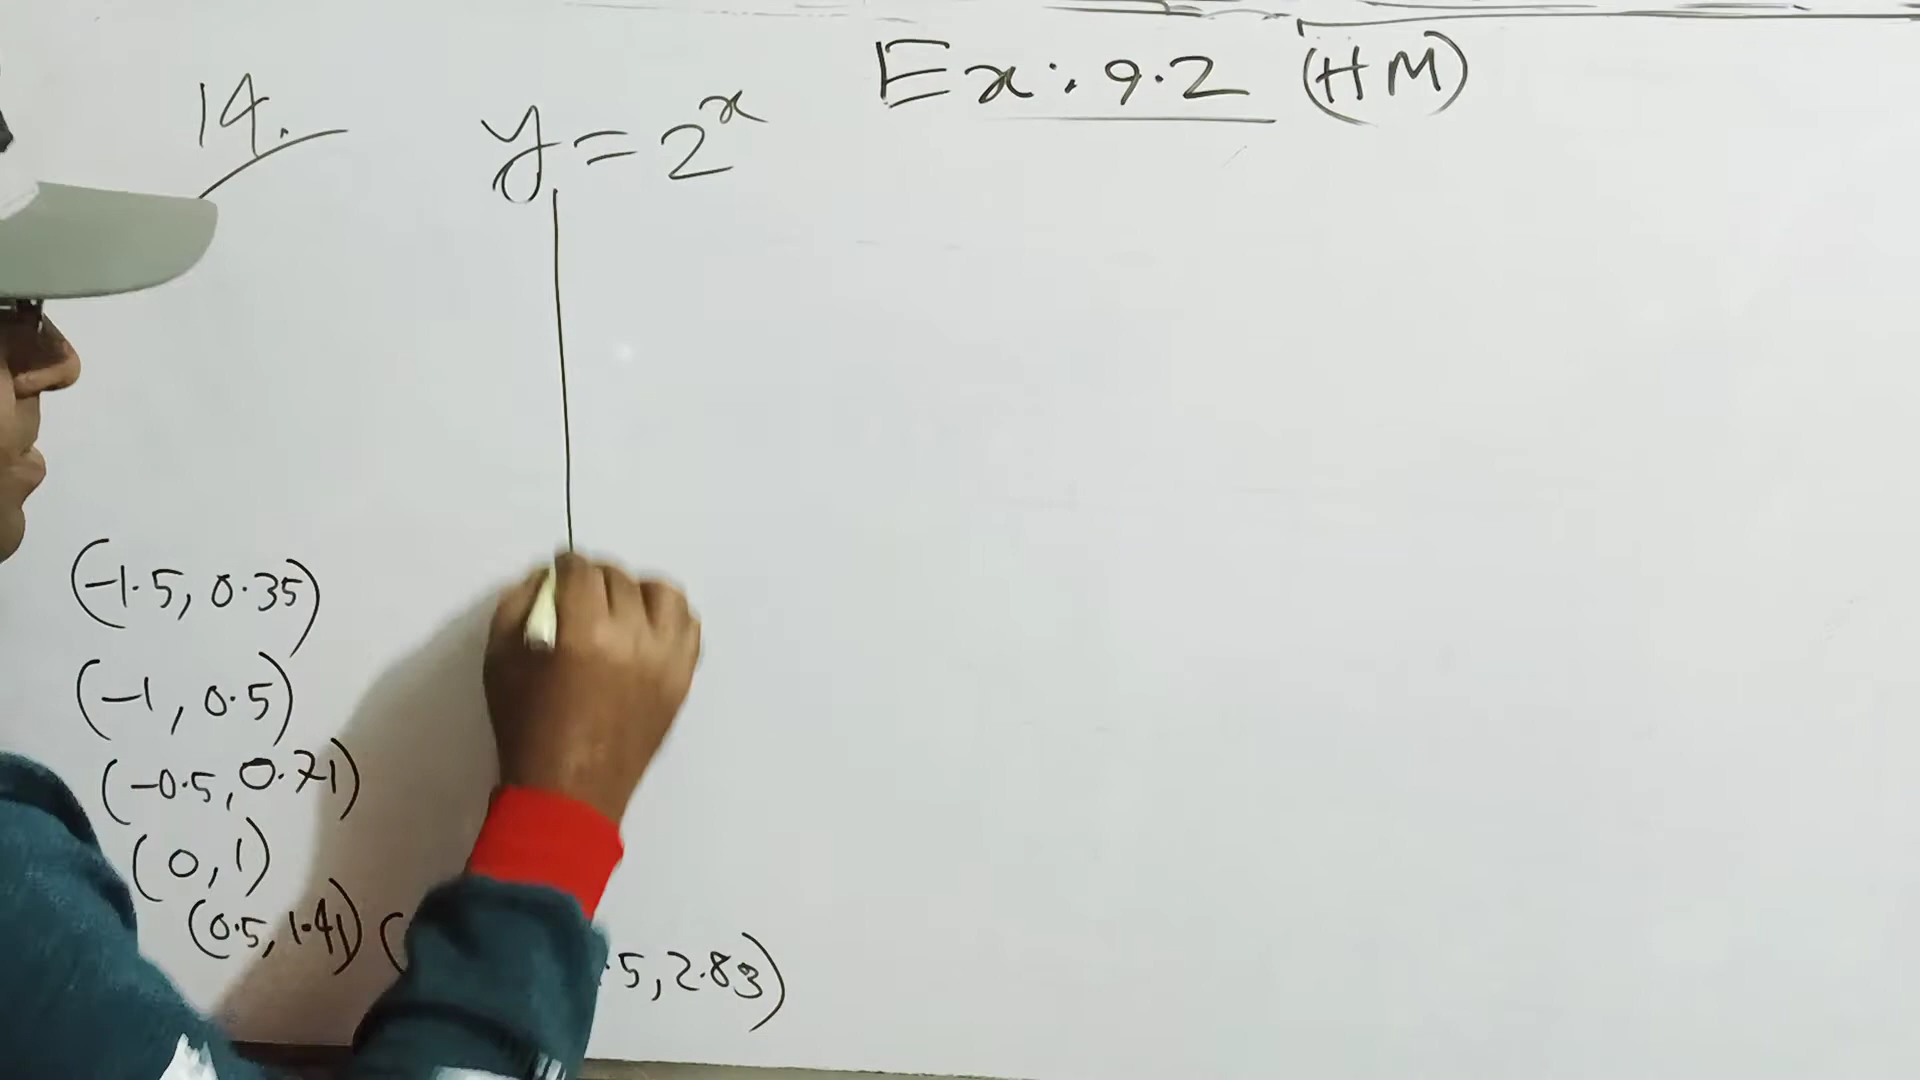 Ex: 9.2 (HM)
14. y = 2^x
(-1.5, 0.35)
(-1, 0.5)
(-0.5, 0.71)
(0, 1)
(0.5, 1.41) (
.5, 2.83)